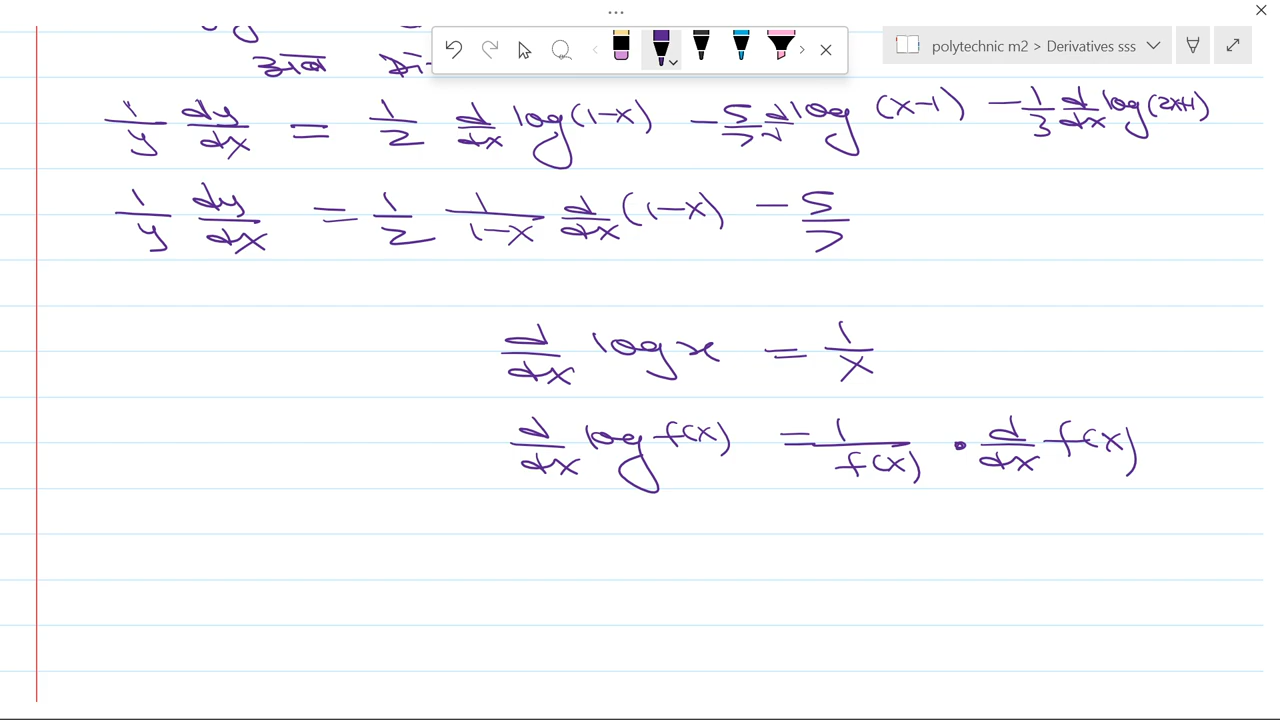 polytechnic m2 > Derivatives sss
1/y dy/dx = 1/2 d/dx log(1-x) - 5/7 d/dx log (x-1) - 1/3 d/dx log(2x+1)
1/y dy/dx = 1/2 1/1-x d/dx (1-x) - 5/7
d/dx log x = 1/x
d/dx log f(x) = 1/f(x) · d/dx f(x)